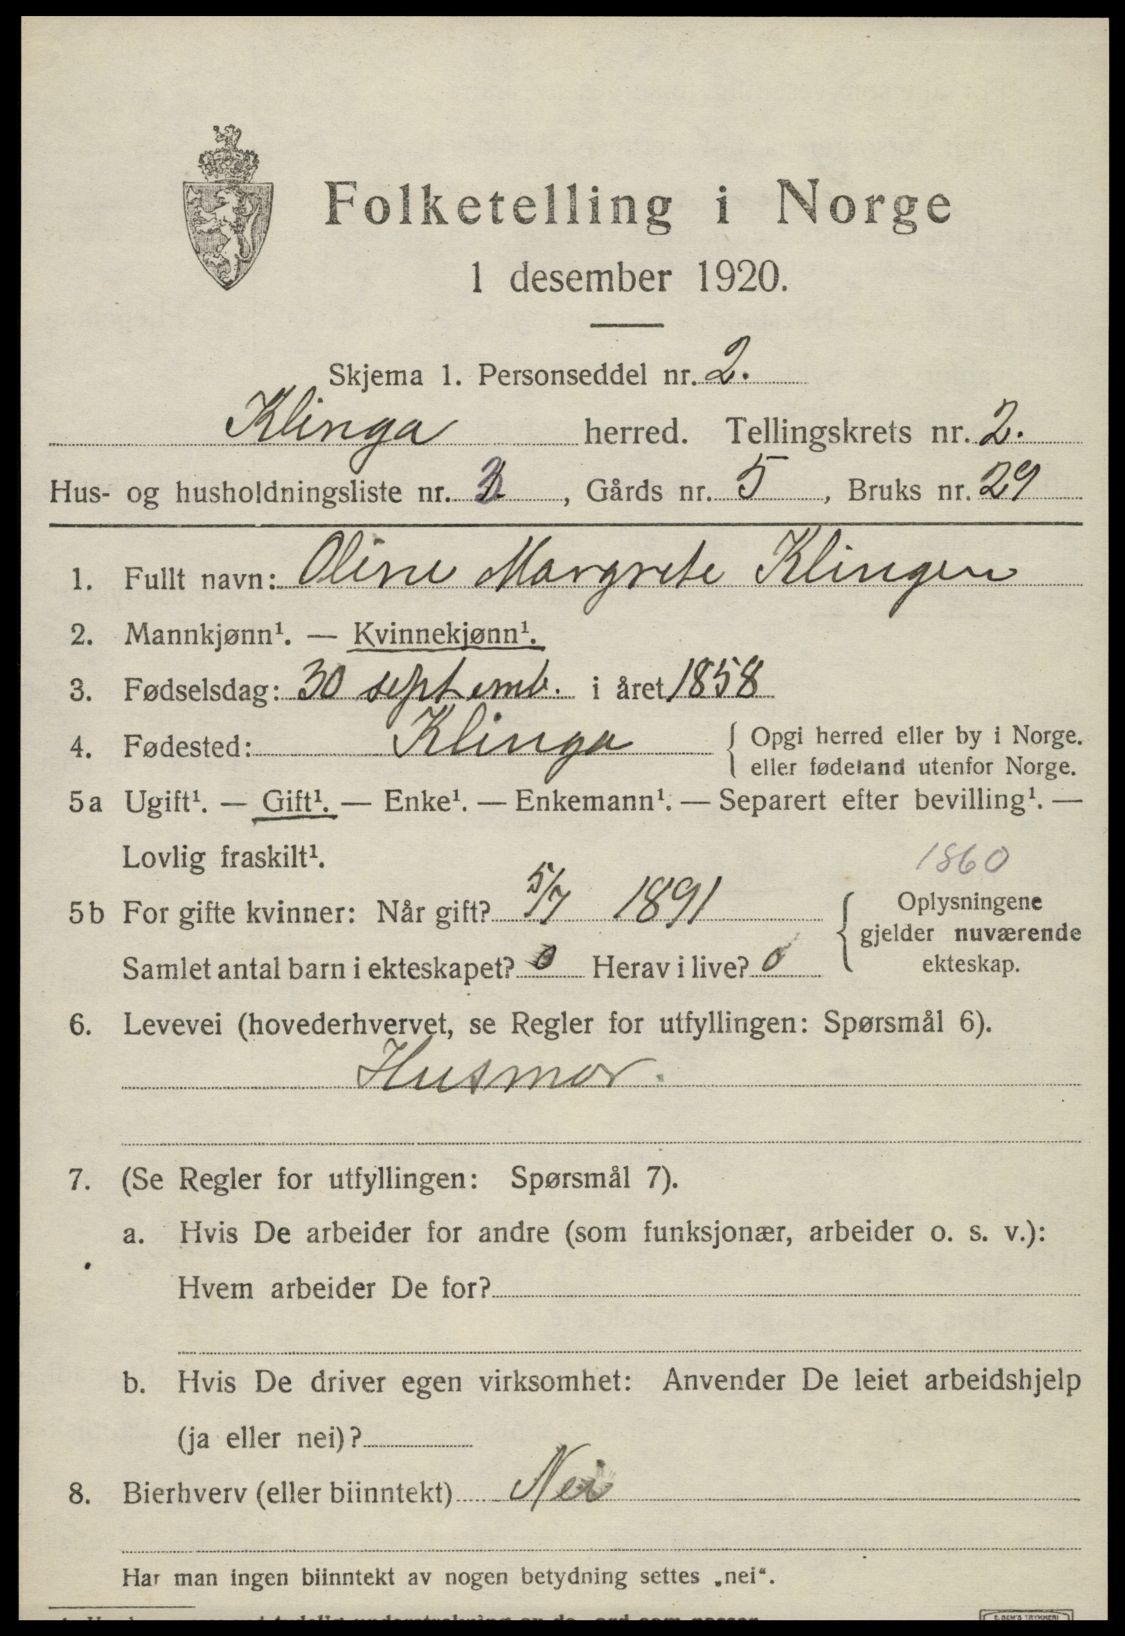 Folketelling i Norge
1 desember 1920.
Skjema 1. Personseddel nr. 2.
Klinga herred. Tellingskrets nr. 2.
Hus- og husholdningsliste nr. , Gårds nr. 5, Bruks nr. 29
1. Fullt navn: Oline Margrete Klingen
2. Mannkjønn¹. — Kvinnekjønn¹.
3. Fødselsdag: 30 septemb. i året 1858
4. Fødested: Klinga { Opgi herred eller by i Norge.
eller fødeland utenfor Norge.
5a Ugift¹. — Gift¹. — Enke¹. — Enkemann¹. — Separert efter bevilling¹. —
Lovlig fraskilt¹.
1860
5b For gifte kvinner: Når gift? 5/7 1891
Samlet antal barn i ekteskapet? 0 Herav i live? 0
{ Oplysningene
gjelder nuværende
ekteskap.
6. Levevei (hovederhvervet, se Regler for utfyllingen: Spørsmål 6).
Husmor.
7. (Se Regler for utfyllingen: Spørsmål 7).
a. Hvis De arbeider for andre (som funksjonær, arbeider o. s. v.):
Hvem arbeider De for?
b. Hvis De driver egen virksomhet: Anvender De leiet arbeidshjelp
(ja eller nei)?
8. Bierhverv (eller biinntekt) Nei
Har man ingen biinntekt av nogen betydning settes „nei“.